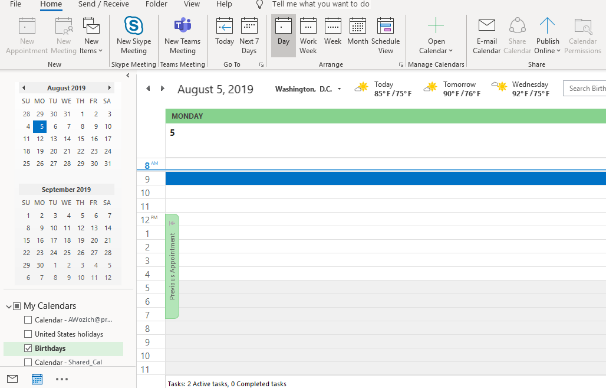 File Home Send / Receive Folder View Help Tell me what you want to do
New Appointment
New Meeting
New Items
New
New Skype Meeting
Skype Meeting
New Teams Meeting
Teams Meeting
Today
Next 7 Days
Go To
Day
Work Week
Week
Month
Schedule View
Arrange
Open Calendar
Manage Calendars
E-mail Calendar
Share Calendar
Publish Online
Calendar Permissions
Share
August 2019
SU MO TU WE TH FR SA
28 29 30 31 1 2 3
4 5 6 7 8 9 10
11 12 13 14 15 16 17
18 19 20 21 22 23 24
25 26 27 28 29 30 31
September 2019
SU MO TU WE TH FR SA
1 2 3 4 5 6 7
8 9 10 11 12 13 14
15 16 17 18 19 20 21
22 23 24 25 26 27 28
29 30 1 2 3 4 5
6 7 8 9 10 11 12
My Calendars
Calendar - AWozich@pr...
United States holidays
Birthdays
Calendar - Shared_Cal
August 5, 2019
Washington, D.C.
Today
85°F/75°F
Tomorrow
90°F/76°F
Wednesday
92°F/75°F
Search Birth
MONDAY
5
8 AM
9
10
11
12 PM
1
2
3
4
5
6
7
8
9
10
11
Previous Appointment
Tasks: 2 Active tasks, 0 Completed tasks